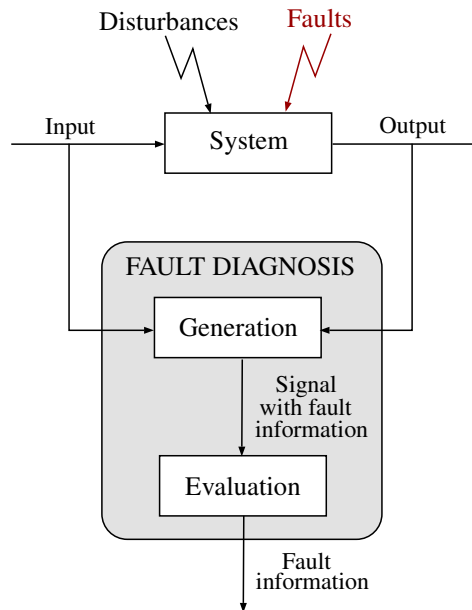 Disturbances
Faults
Input
System
Output
FAULT DIAGNOSIS
Generation
Signal
with fault
information
Evaluation
Fault
information